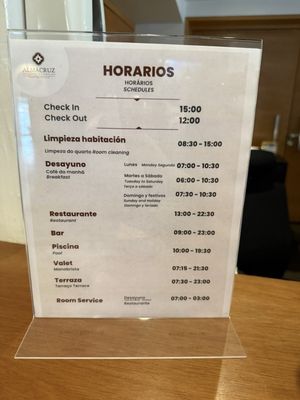 ALMACRUZ
HORARIOS
HORÁRIOS
SCHEDULES
Check In 15:00
Check Out 12:00
Limpieza habitación 08:30 - 15:00
Limpeza do quarto Room cleaning
Desayuno Lunes Monday Segunda 07:00 - 10:30
Café da manhã
Breakfast
Martes a Sábado 06:00 - 10:30
Tuesday to Saturday
Terça a sábado
Domingo y festivos 07:30 - 10:30
Sunday and holiday
Domingo y feriado
Restaurante 13:00 - 22:30
Restaurant
Bar 09:00 - 23:00
Piscina 10:00 - 19:30
Pool
Valet 07:15 - 21:30
Manobrista
Terraza 07:30 - 23:00
Terraço Terrace
Room Service 07:00 - 03:00
Restaurante